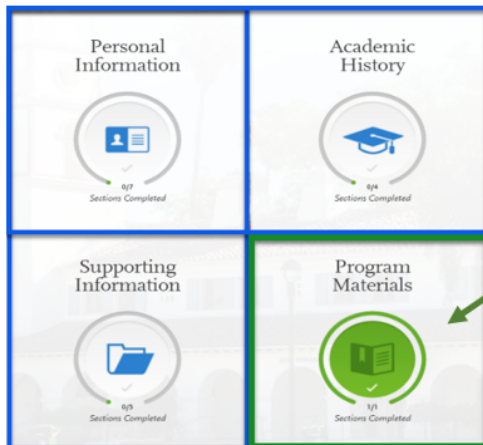 Personal
Information
0/7
Sections Completed
Academic
History
0/4
Sections Completed
Supporting
Information
0/5
Sections Completed
Program
Materials
1/1
Sections Completed